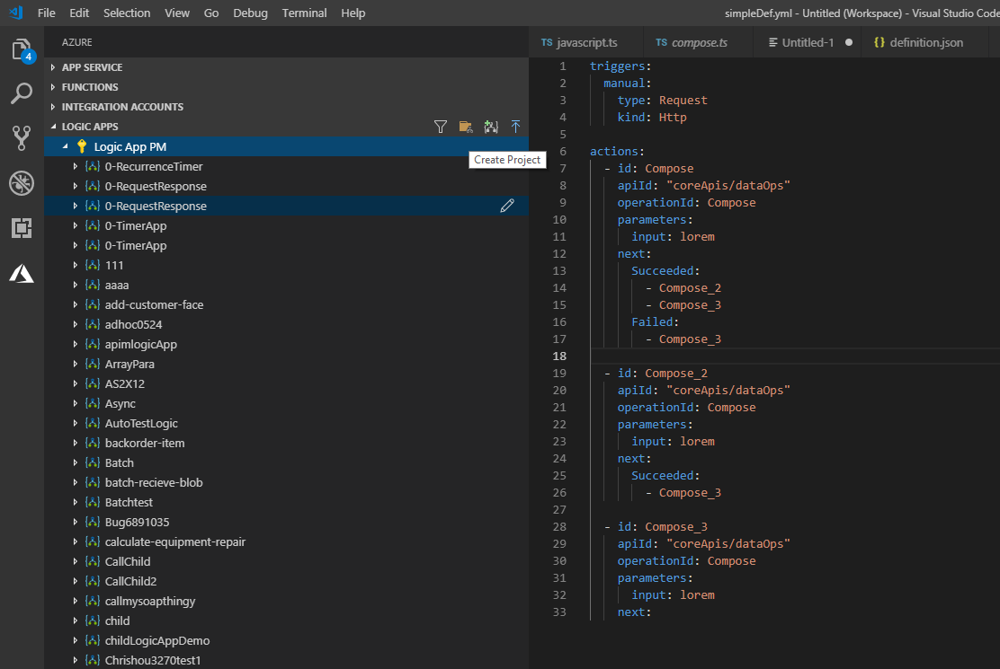 File Edit Selection View Go Debug Terminal Help simpleDef.yml - Untitled (Workspace) - Visual Studio Code
4
AZURE
APP SERVICE
FUNCTIONS
INTEGRATION ACCOUNTS
LOGIC APPS
Logic App PM
Create Project
0-RecurrenceTimer
0-RequestResponse
0-RequestResponse
0-TimerApp
0-TimerApp
111
aaaa
add-customer-face
adhoc0524
apimlogicApp
ArrayPara
AS2X12
Async
AutoTestLogic
backorder-item
Batch
batch-recieve-blob
Batchtest
Bug6891035
calculate-equipment-repair
CallChild
CallChild2
callmysoapthingy
child
childLogicAppDemo
Chrishou3270test1
TS javascript.ts TS compose.ts Untitled-1 {} definition.json
1 triggers:
2 manual:
3 type: Request
4 kind: Http
5
6 actions:
7 - id: Compose
8 apiId: "coreApis/dataOps"
9 operationId: Compose
10 parameters:
11 input: lorem
12 next:
13 Succeeded:
14 - Compose_2
15 - Compose_3
16 Failed:
17 - Compose_3
18
19 - id: Compose_2
20 apiId: "coreApis/dataOps"
21 operationId: Compose
22 parameters:
23 input: lorem
24 next:
25 Succeeded:
26 - Compose_3
27
28 - id: Compose_3
29 apiId: "coreApis/dataOps"
30 operationId: Compose
31 parameters:
32 input: lorem
33 next: